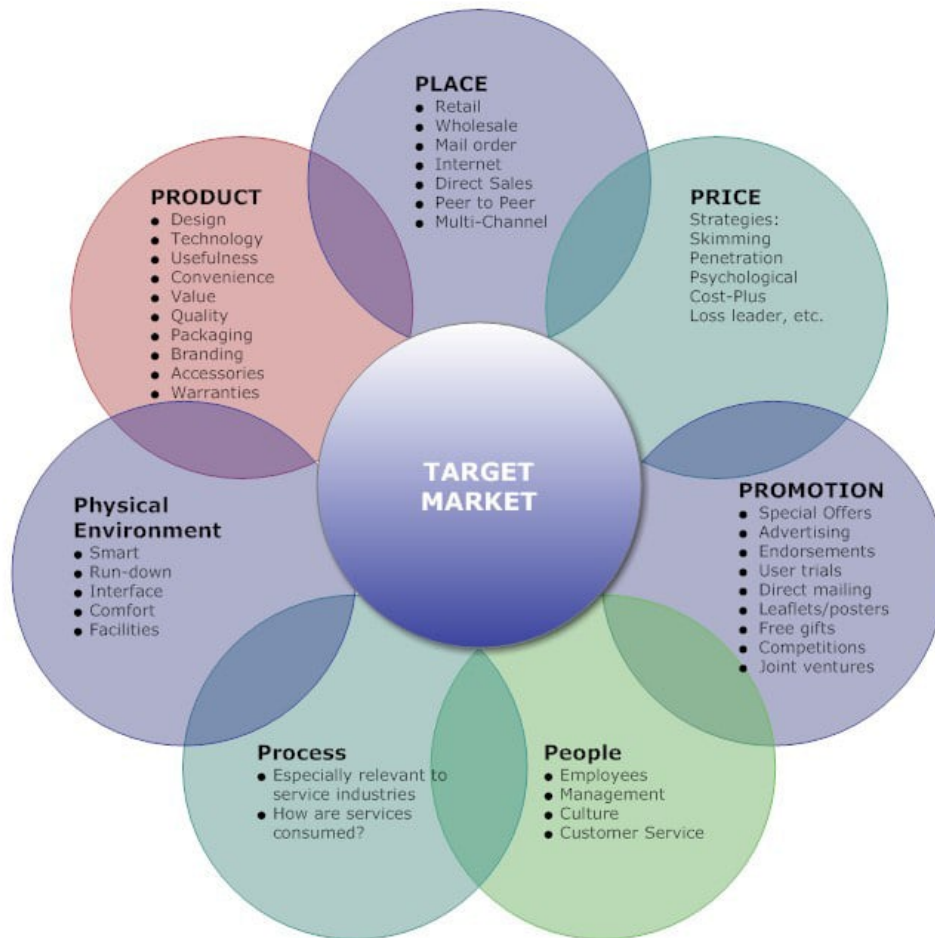 PLACE
● Retail
● Wholesale
● Mail order
● Internet
● Direct Sales
● Peer to Peer
● Multi-Channel
PRODUCT
● Design
● Technology
● Usefulness
● Convenience
● Value
● Quality
● Packaging
● Branding
● Accessories
● Warranties
PRICE
Strategies:
Skimming
Penetration
Psychological
Cost-Plus
Loss leader, etc.
TARGET
MARKET
Physical
Environment
● Smart
● Run-down
● Interface
● Comfort
● Facilities
PROMOTION
● Special Offers
● Advertising
● Endorsements
● User trials
● Direct mailing
● Leaflets/posters
● Free gifts
● Competitions
● Joint ventures
Process
● Especially relevant to
service industries
● How are services
consumed?
People
● Employees
● Management
● Culture
● Customer Service